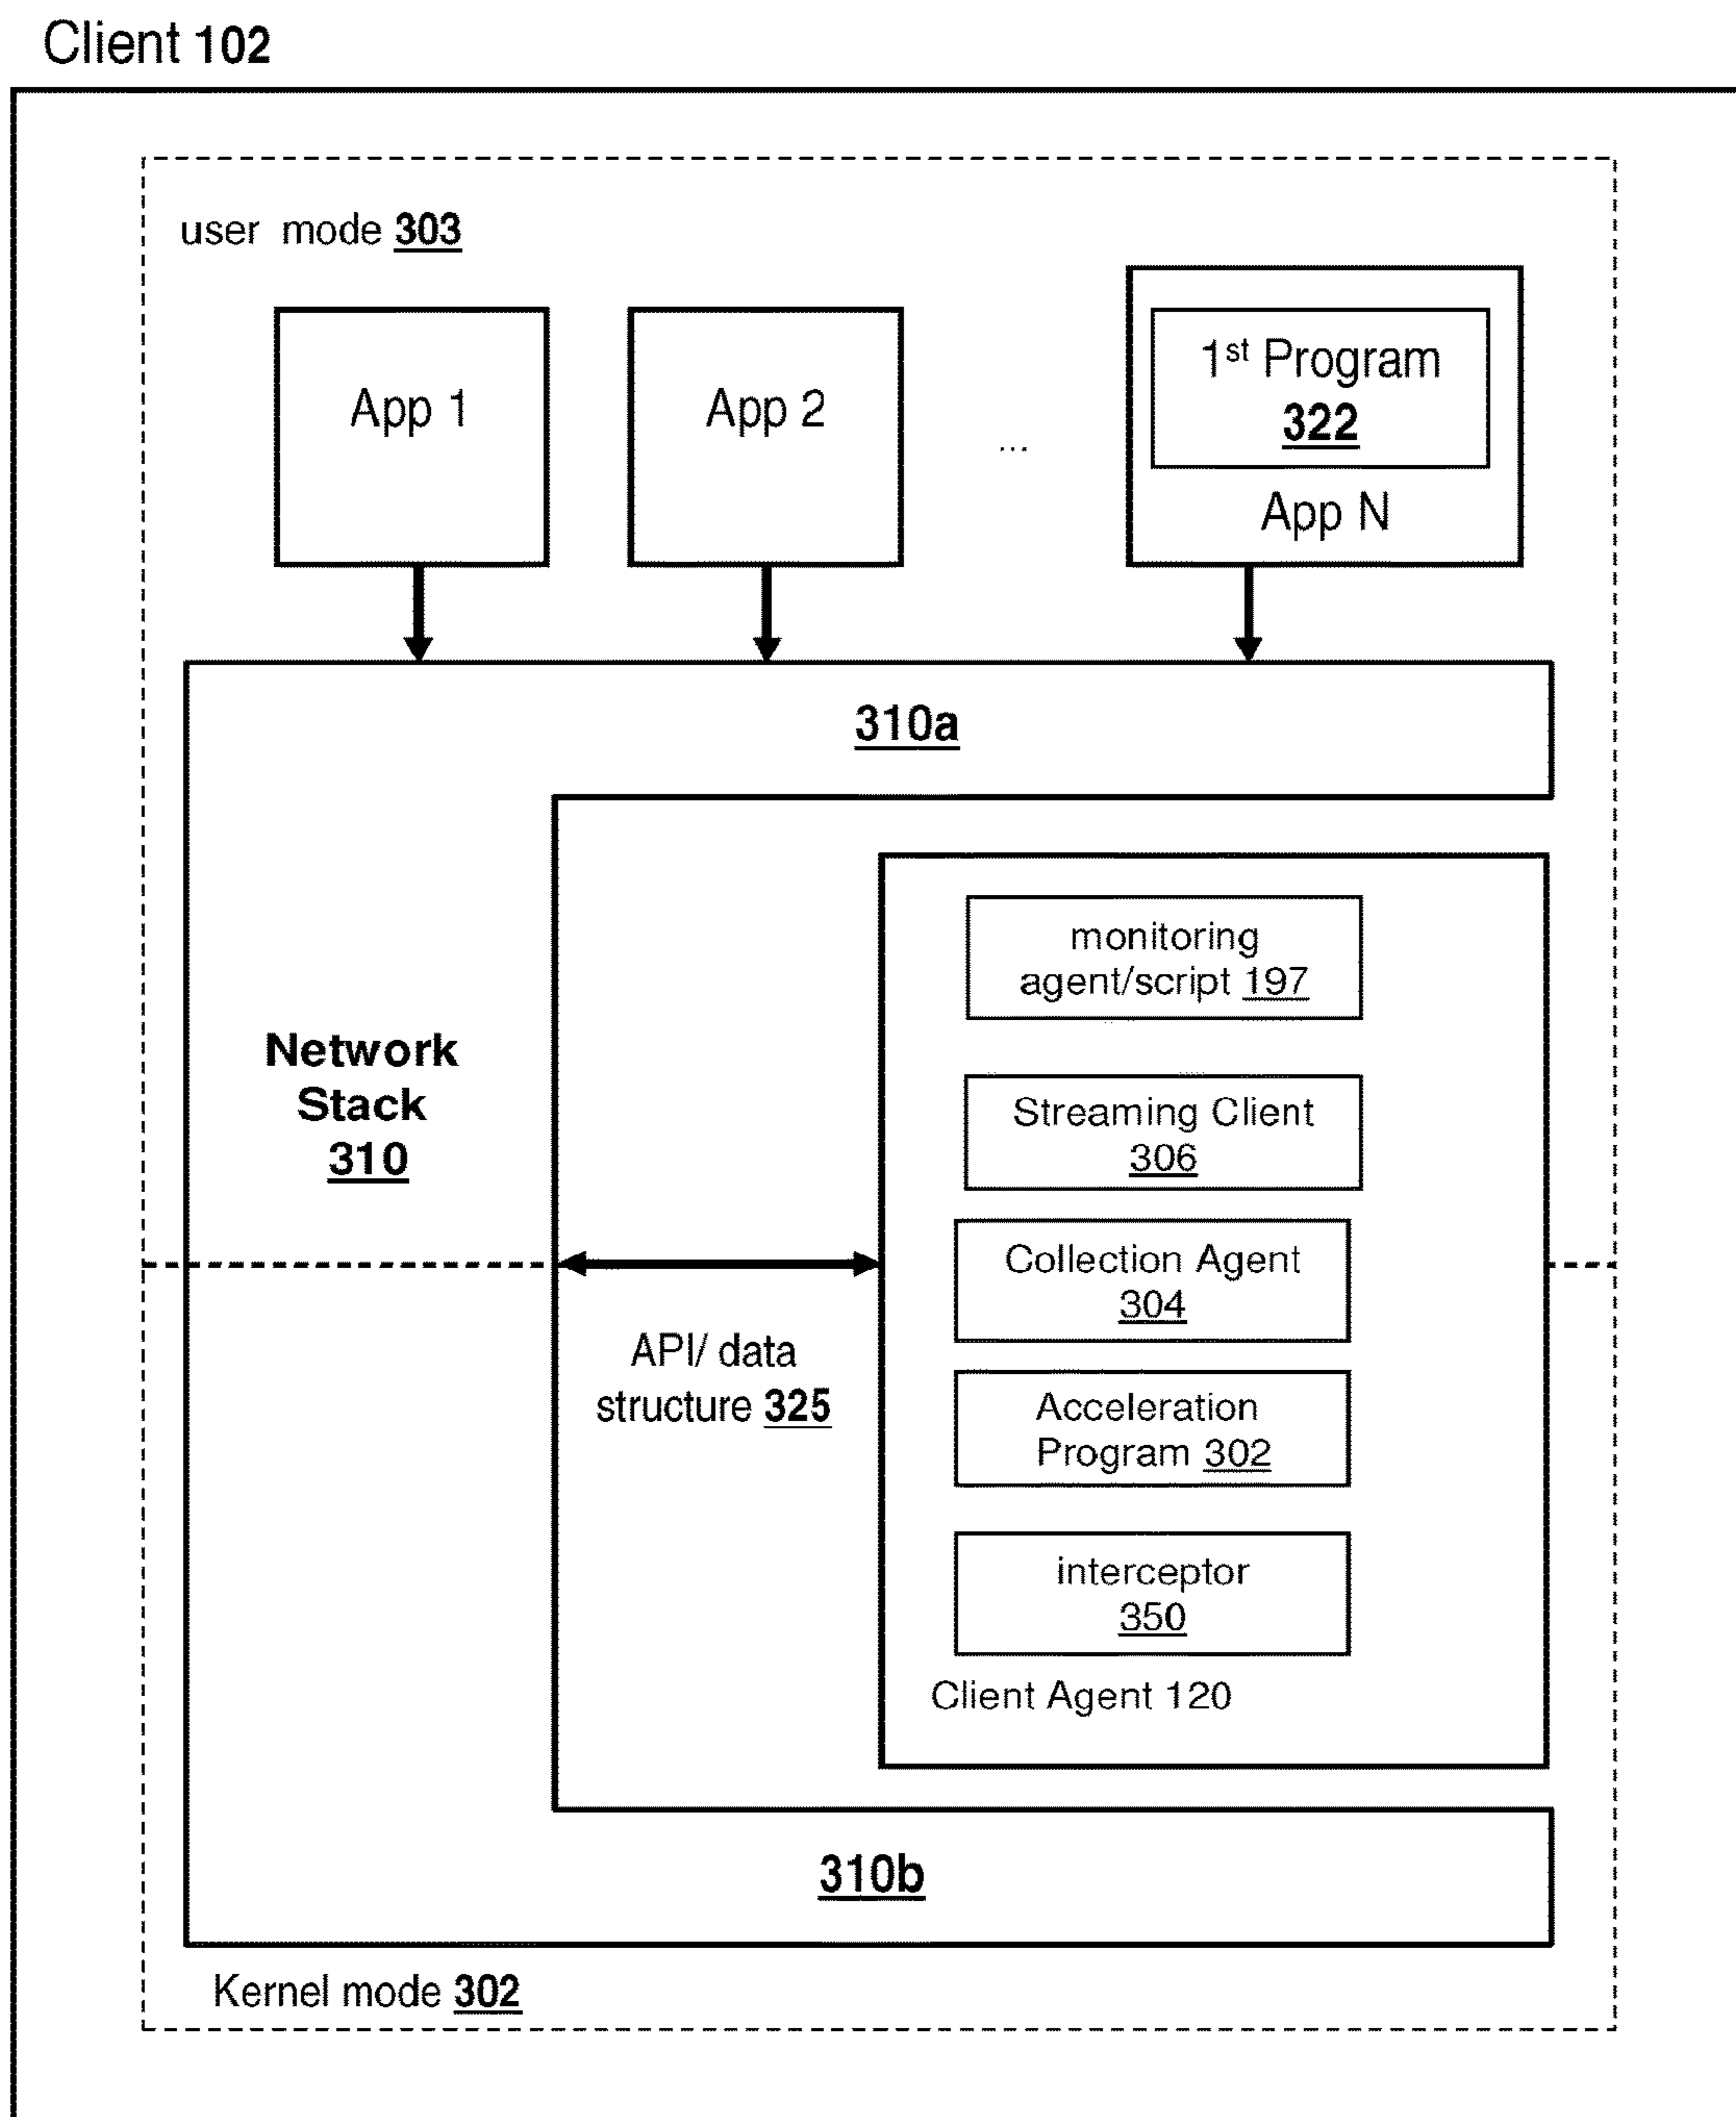 Client 102
user mode 303
App 1
App 2
...
1st Program
322
App N
310a
Network
Stack
310
monitoring
agent/script 197
Streaming Client
306
Collection Agent
304
API/ data
structure 325
Acceleration
Program 302
interceptor
350
Client Agent 120
310b
Kernel mode 302